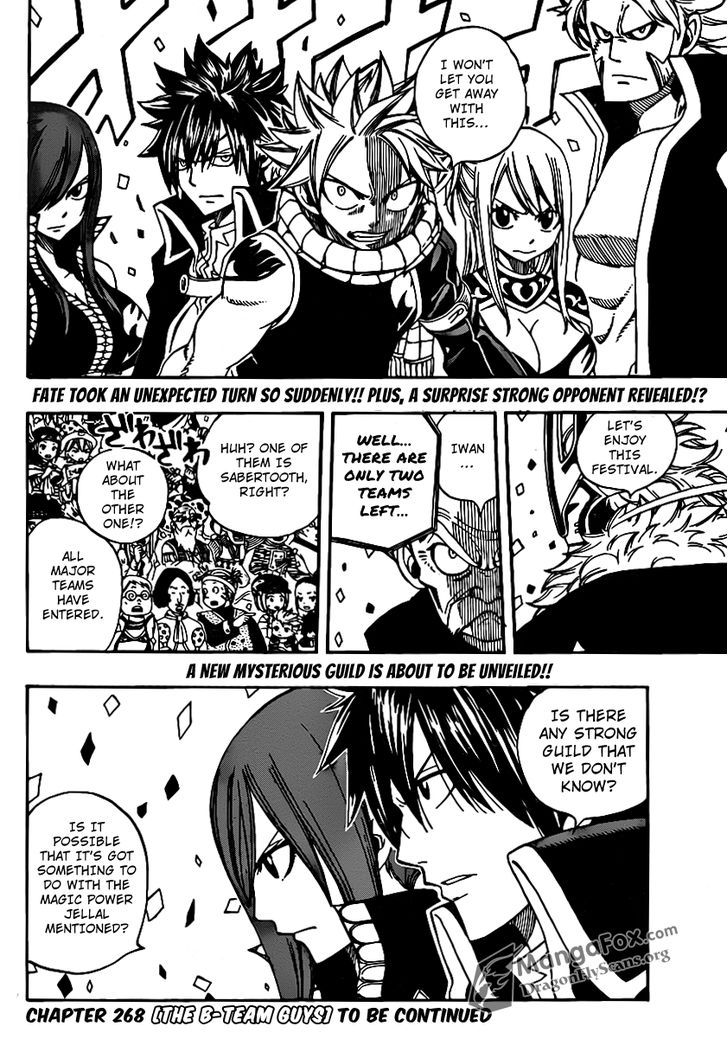 I WON'T
LET YOU
GET AWAY
WITH
THIS...
FATE TOOK AN UNEXPECTED TURN SO SUDDENLY!! PLUS, A SURPRISE STRONG OPPONENT REVEALED!?
LET'S
ENJOY
THIS
FESTIVAL.
IWAN
...
WELL...
THERE ARE
ONLY TWO
TEAMS
LEFT...
HUH? ONE OF
THEM IS
SABERTOOTH,
RIGHT?
ざわざわ
WHAT
ABOUT
THE
OTHER
ONE!?
ALL
MAJOR
TEAMS
HAVE
ENTERED.
A NEW MYSTERIOUS GUILD IS ABOUT TO BE UNVEILED!!
IS THERE
ANY STRONG
GUILD THAT
WE DON'T
KNOW?
IS IT
POSSIBLE
THAT IT'S GOT
SOMETHING
TO DO WITH
THE MAGIC
POWER
JELLAL
MENTIONED?
MangaFox.com
DragonFlyScans.org
CHAPTER 268 [THE B-TEAM GUYS] TO BE CONTINUED